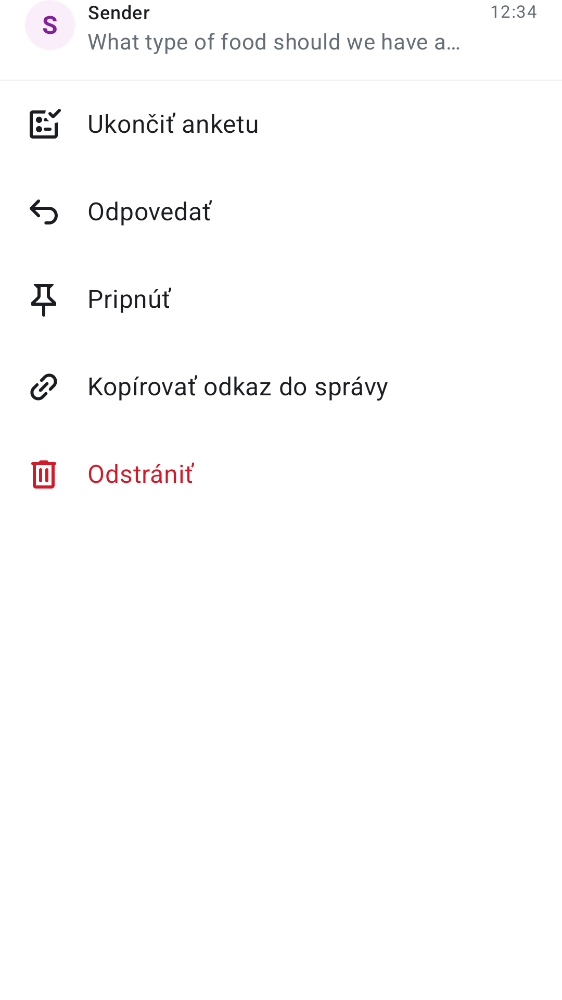 S
Sender
12:34
What type of food should we have a…
Ukončiť anketu
Odpovedať
Pripnúť
Kopírovať odkaz do správy
Odstrániť